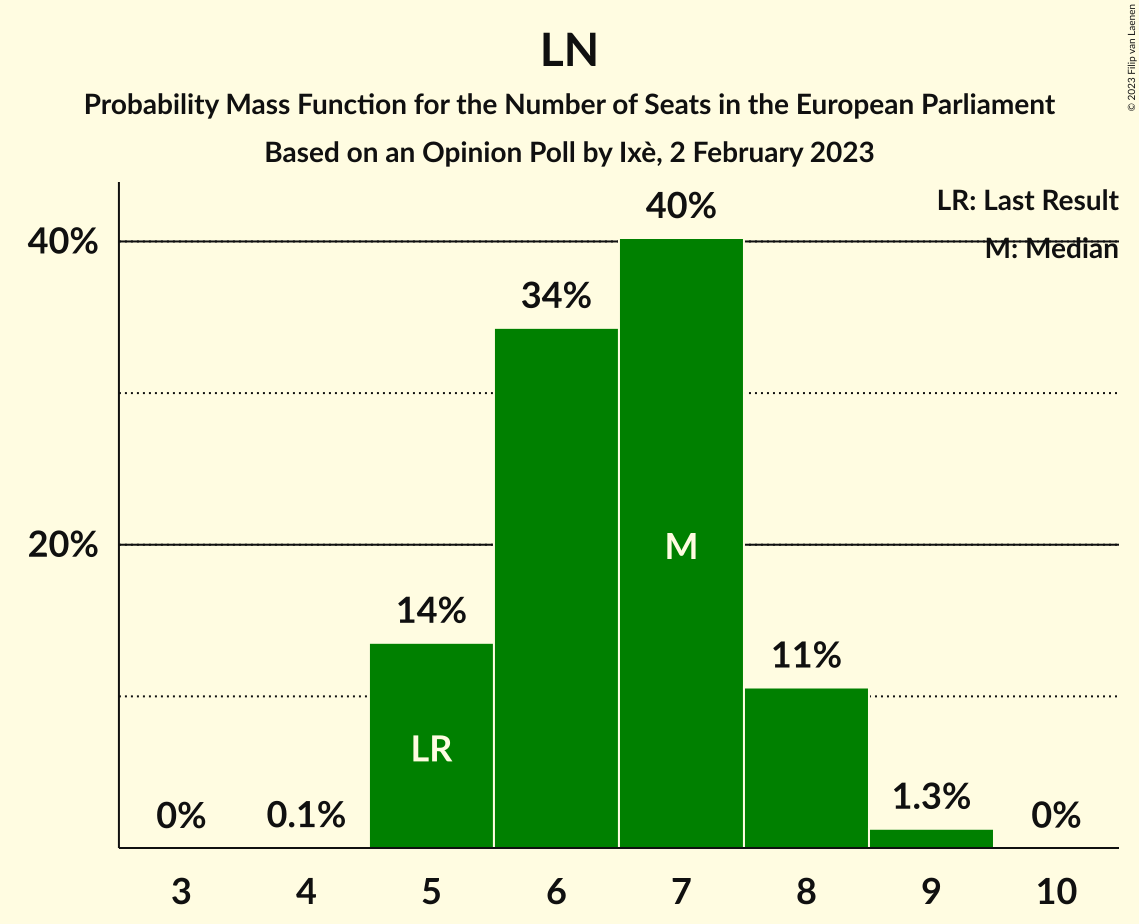 LN
Probability Mass Function for the Number of Seats in the European Parliament
Based on an Opinion Poll by Ixè, 2 February 2023
© 2023 Filip van Laenen
LR: Last Result
M: Median
40%
20%
0%
0.1%
14%
34%
40%
11%
1.3%
0%
LR
M
3 4 5 6 7 8 9 10